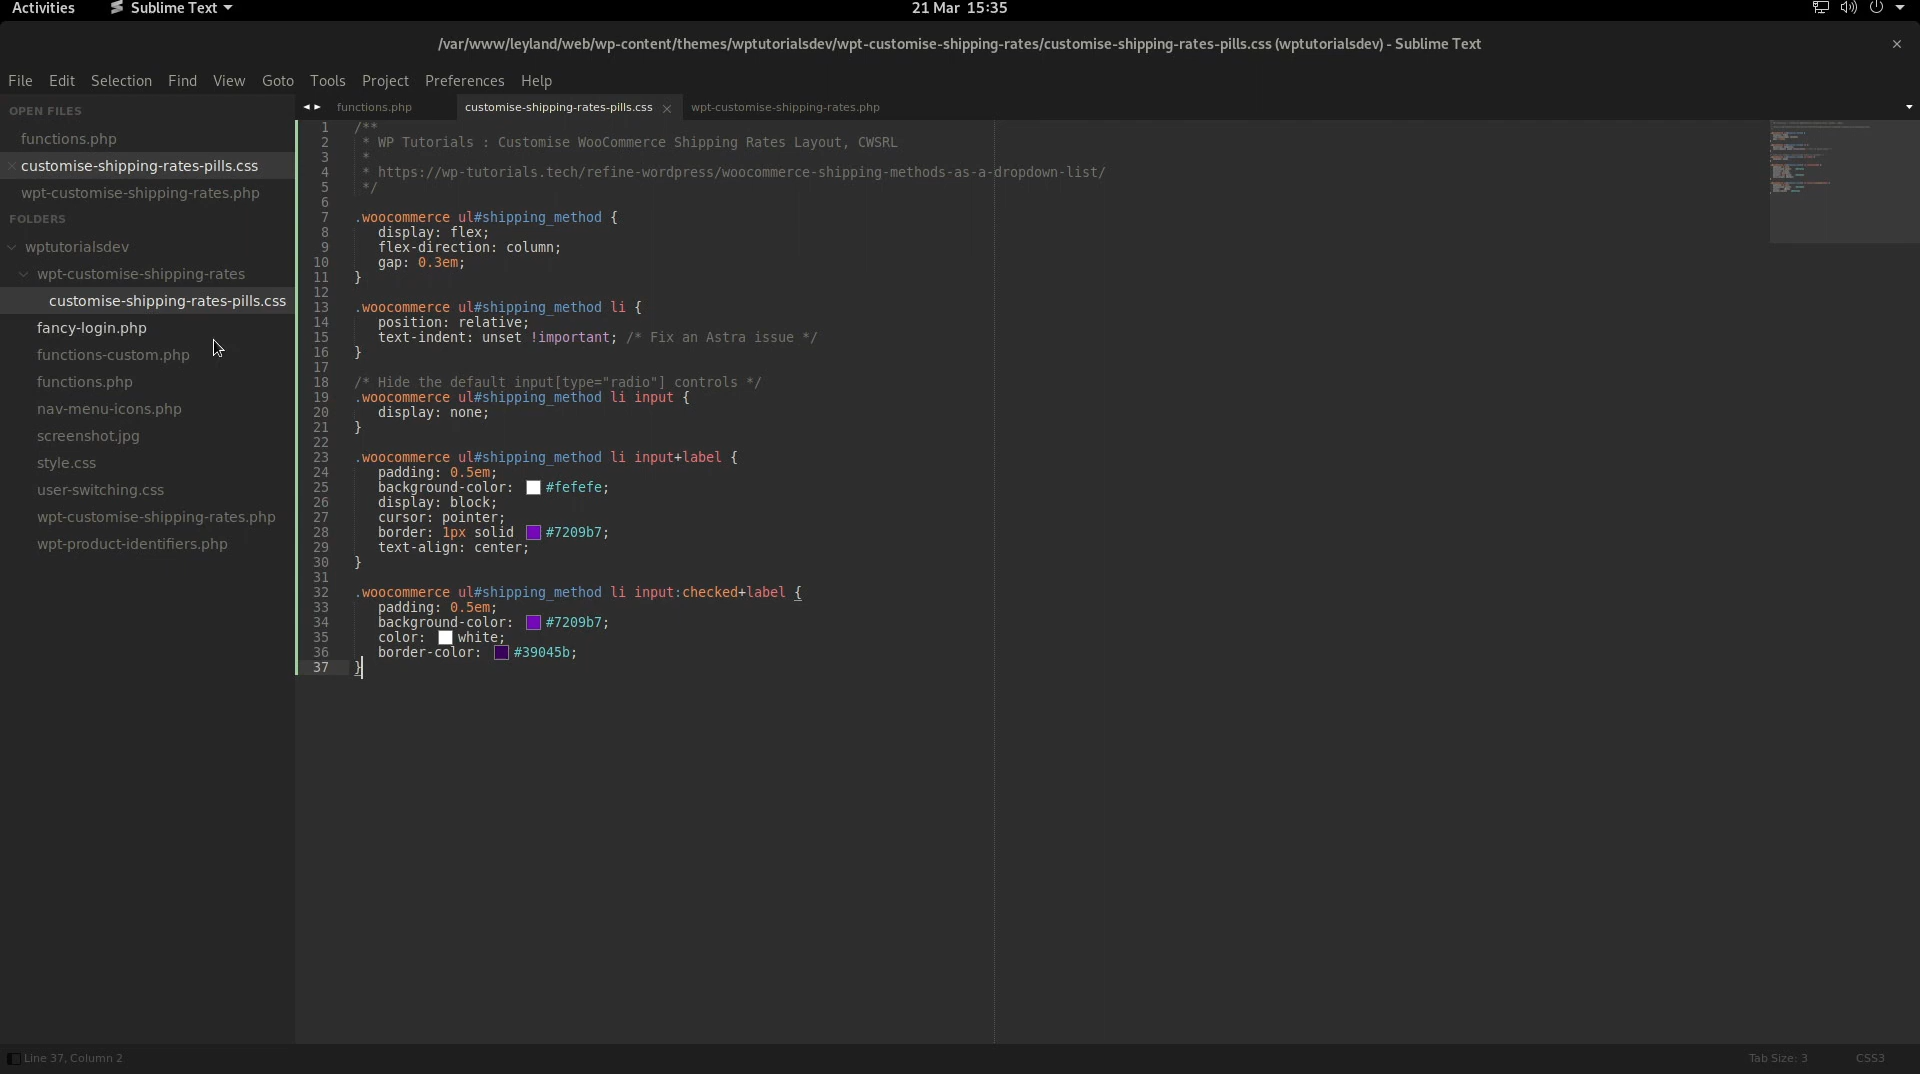 Activities
Sublime Text
21 Mar 15:35
/var/www/leyland/web/wp-content/themes/wptutorialsdev/wpt-customise-shipping-rates/customise-shipping-rates-pills.css (wptutorialsdev) - Sublime Text
File Edit Selection Find View Goto Tools Project Preferences Help
OPEN FILES
functions.php
customise-shipping-rates-pills.css
wpt-customise-shipping-rates.php
FOLDERS
wptutorialsdev
wpt-customise-shipping-rates
customise-shipping-rates-pills.css
fancy-login.php
functions-custom.php
functions.php
nav-menu-icons.php
screenshot.jpg
style.css
user-switching.css
wpt-customise-shipping-rates.php
wpt-product-identifiers.php
functions.php customise-shipping-rates-pills.css wpt-customise-shipping-rates.php
1 /**
2 * WP Tutorials : Customise WooCommerce Shipping Rates Layout, CWSRL
3 *
4 * https://wp-tutorials.tech/refine-wordpress/woocommerce-shipping-methods-as-a-dropdown-list/
5 */
6
7 .woocommerce ul#shipping_method {
8 display: flex;
9 flex-direction: column;
10 gap: 0.3em;
11 }
12
13 .woocommerce ul#shipping_method li {
14 position: relative;
15 text-indent: unset !important; /* Fix an Astra issue */
16 }
17
18 /* Hide the default input[type="radio"] controls */
19 .woocommerce ul#shipping_method li input {
20 display: none;
21 }
22
23 .woocommerce ul#shipping_method li input+label {
24 padding: 0.5em;
25 background-color: #fefefe;
26 display: block;
27 cursor: pointer;
28 border: 1px solid #7209b7;
29 text-align: center;
30 }
31
32 .woocommerce ul#shipping_method li input:checked+label {
33 padding: 0.5em;
34 background-color: #7209b7;
35 color: white;
36 border-color: #39045b;
37 }
Line 37, Column 2
Tab Size: 3
CSS3